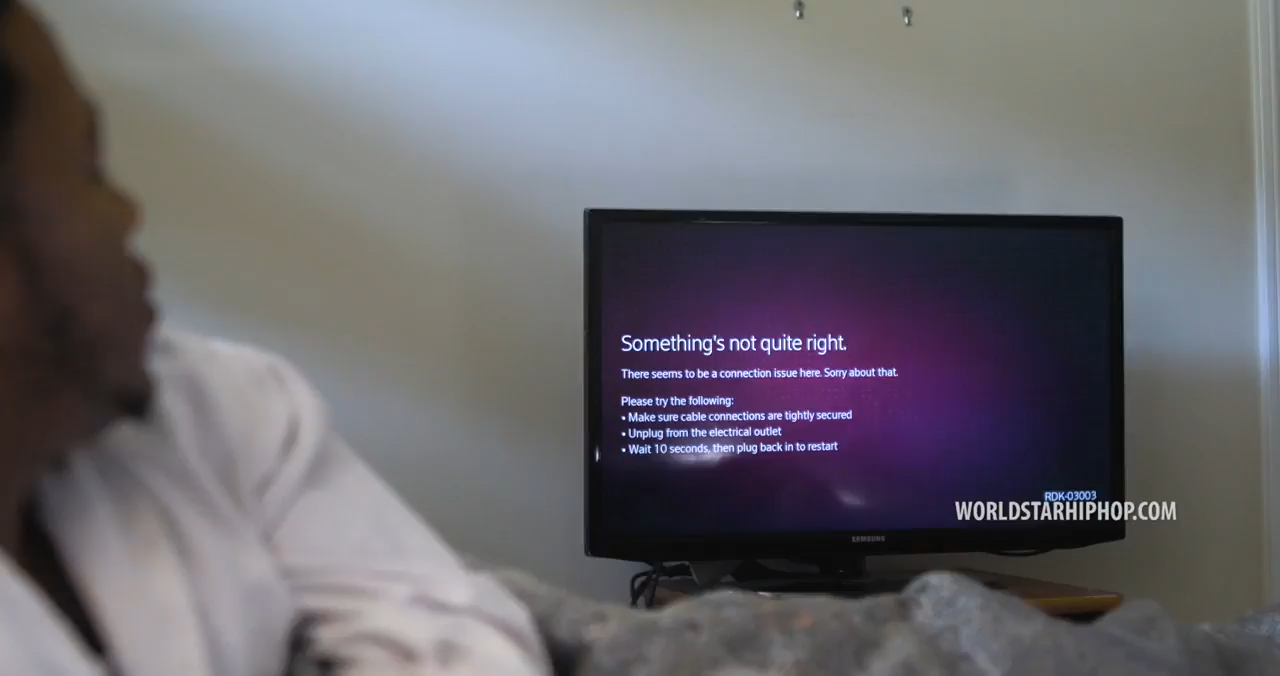 Something's not quite right.
There seems to be a connection issue here. Sorry about that.
Please try the following:
• Make sure cable connections are tightly secured
• Unplug from the electrical outlet
• Wait 10 seconds, then plug back in to restart
RDK-03003
WORLDSTARHIPHOP.COM
SAMSUNG